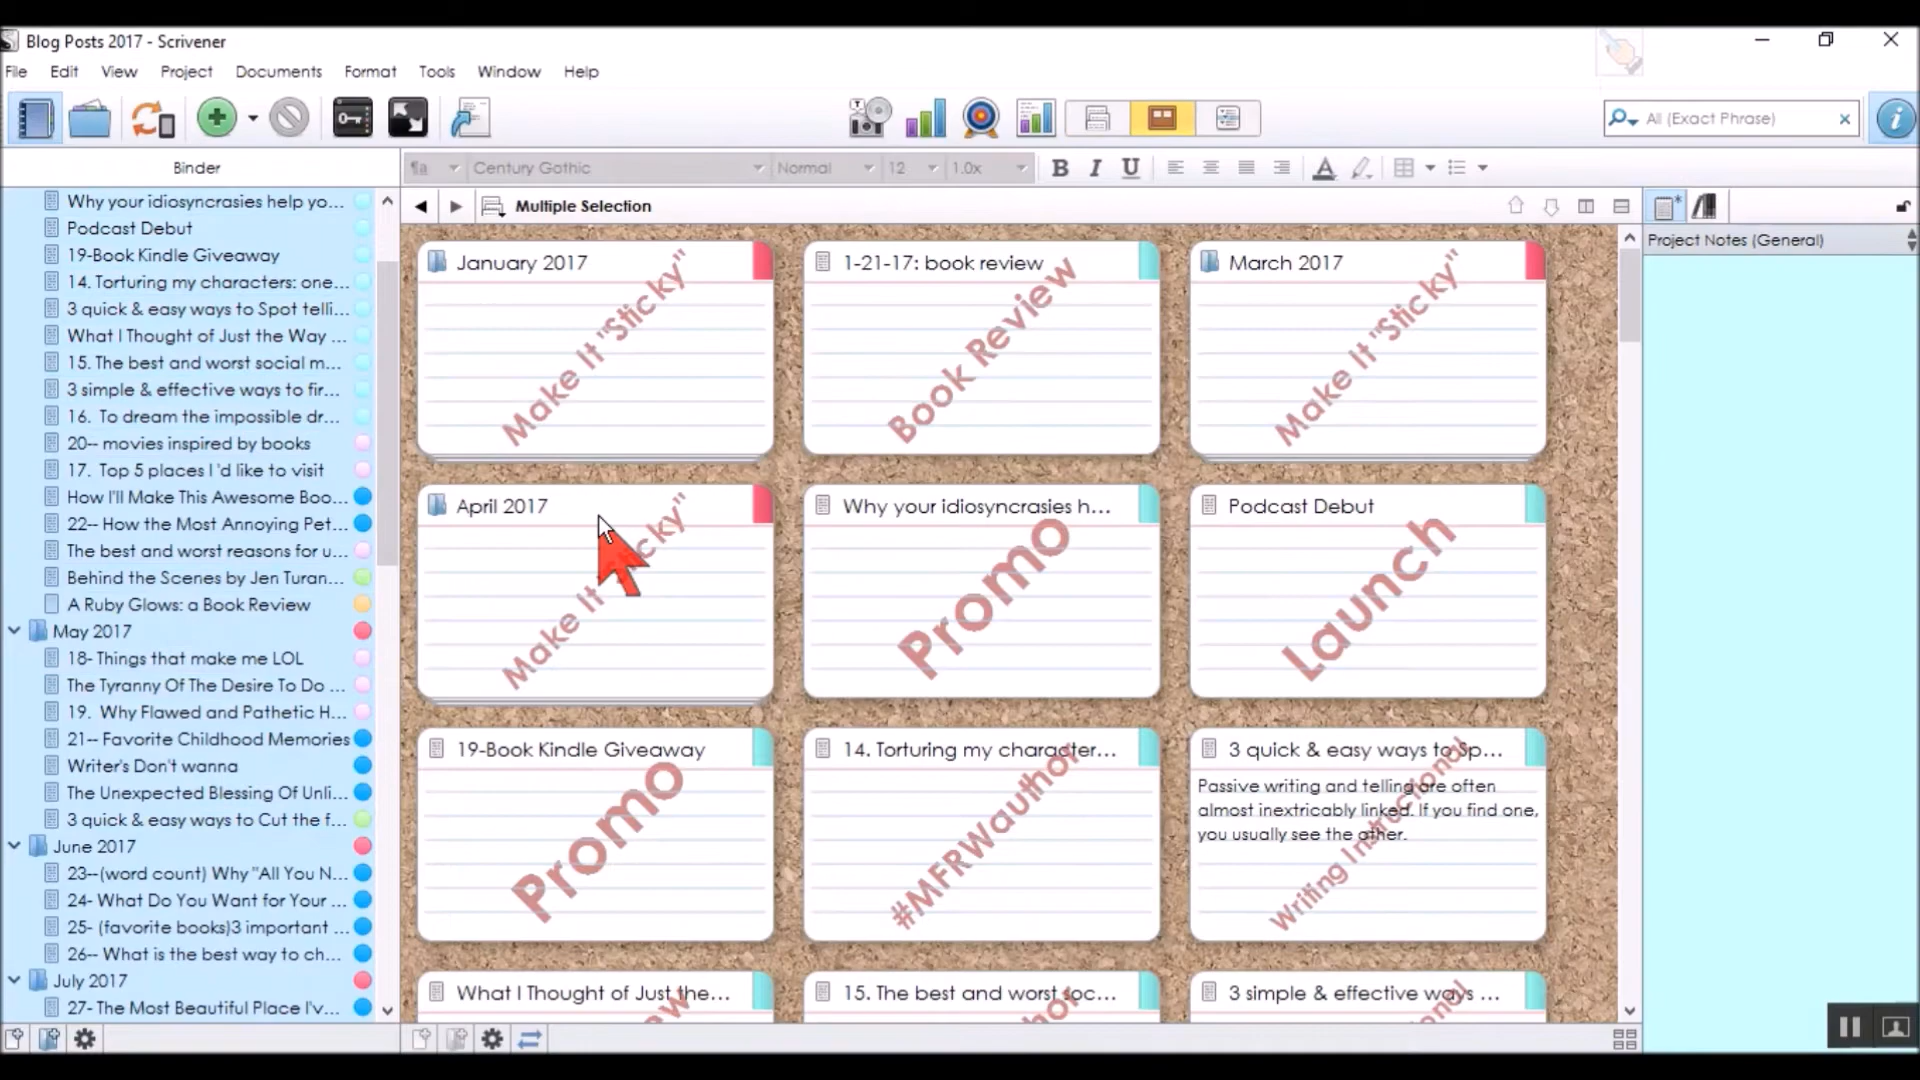 Blog Posts 2017 - Scrivener
File Edit View Project Documents Format Tools Window Help
All (Exact Phrase)
Binder
Century Gothic Normal 12 1.0x B I U A
Multiple Selection
Project Notes (General)
Why your idiosyncrasies help yo...
Podcast Debut
19-Book Kindle Giveaway
14. Torturing my characters: one...
3 quick & easy ways to Spot telli...
What I Thought of Just the Way ...
15. The best and worst social m...
3 simple & effective ways to fir...
16. To dream the impossible dr...
20-- movies inspired by books
17. Top 5 places I 'd like to visit
How I'll Make This Awesome Boo...
22-- How the Most Annoying Pet...
The best and worst reasons for u...
Behind the Scenes by Jen Turan...
A Ruby Glows: a Book Review
May 2017
18- Things that make me LOL
The Tyranny Of The Desire To Do ...
19. Why Flawed and Pathetic H...
21-- Favorite Childhood Memories
Writer's Don't wanna
The Unexpected Blessing Of Unli...
3 quick & easy ways to Cut the f...
June 2017
23--(word count) Why "All You N...
24- What Do You Want for Your ...
25- (favorite books)3 important ...
26-- What is the best way to ch...
July 2017
27- The Most Beautiful Place I'v...
January 2017
Make It "Sticky"
1-21-17: book review
Book Review
March 2017
Make It "Sticky"
April 2017
Make It
Why your idiosyncrasies h...
Promo
Podcast Debut
Launch
19-Book Kindle Giveaway
Promo
14. Torturing my character...
#MFRWauthor
3 quick & easy ways to Sp...
Passive writing and telling are often
almost inextricably linked. If you find one,
you usually see the other.
Writing Instructional
What I Thought of Just the...
15. The best and worst soc...
3 simple & effective ways ...